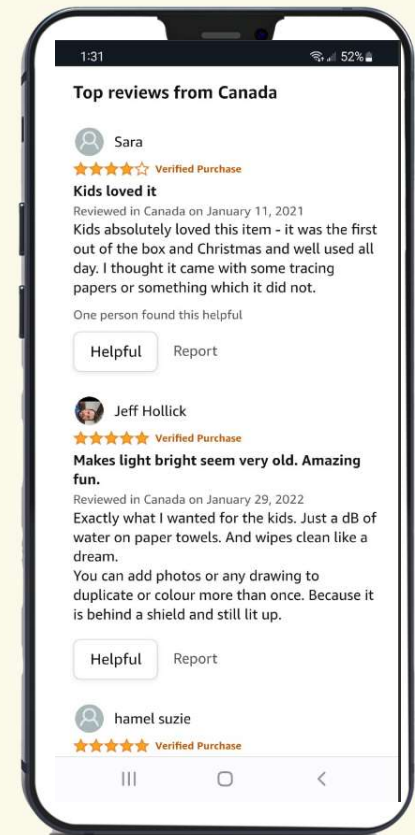 1:31 52%
Top reviews from Canada
Sara
Verified Purchase
Kids loved it
Reviewed in Canada on January 11, 2021
Kids absolutely loved this item - it was the first
out of the box and Christmas and well used all
day. I thought it came with some tracing
papers or something which it did not.
One person found this helpful
Helpful Report
Jeff Hollick
Verified Purchase
Makes light bright seem very old. Amazing
fun.
Reviewed in Canada on January 29, 2022
Exactly what I wanted for the kids. Just a dB of
water on paper towels. And wipes clean like a
dream.
You can add photos or any drawing to
duplicate or colour more than once. Because it
is behind a shield and still lit up.
Helpful Report
hamel suzie
Verified Purchase